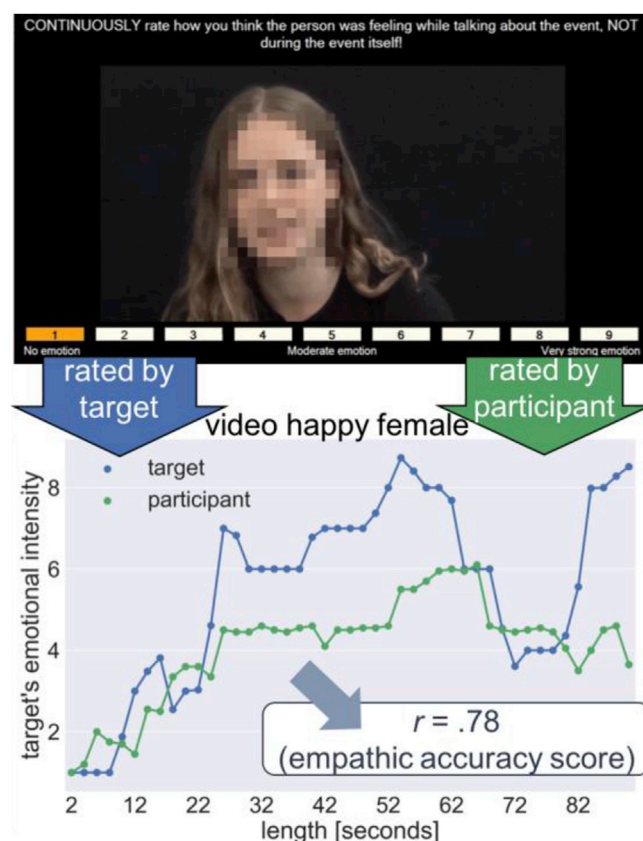 CONTINUOUSLY rate how you think the person was feeling while talking about the event, NOT
during the event itself!
1 2 3 4 5 6 7 8 9
No emotion Moderate emotion Very strong emotion
rated by
target
rated by
participant
video happy female
target
participant
target's emotional intensity
8
6
4
2
r = .78
(empathic accuracy score)
2 12 22 32 42 52 62 72 82
length [seconds]